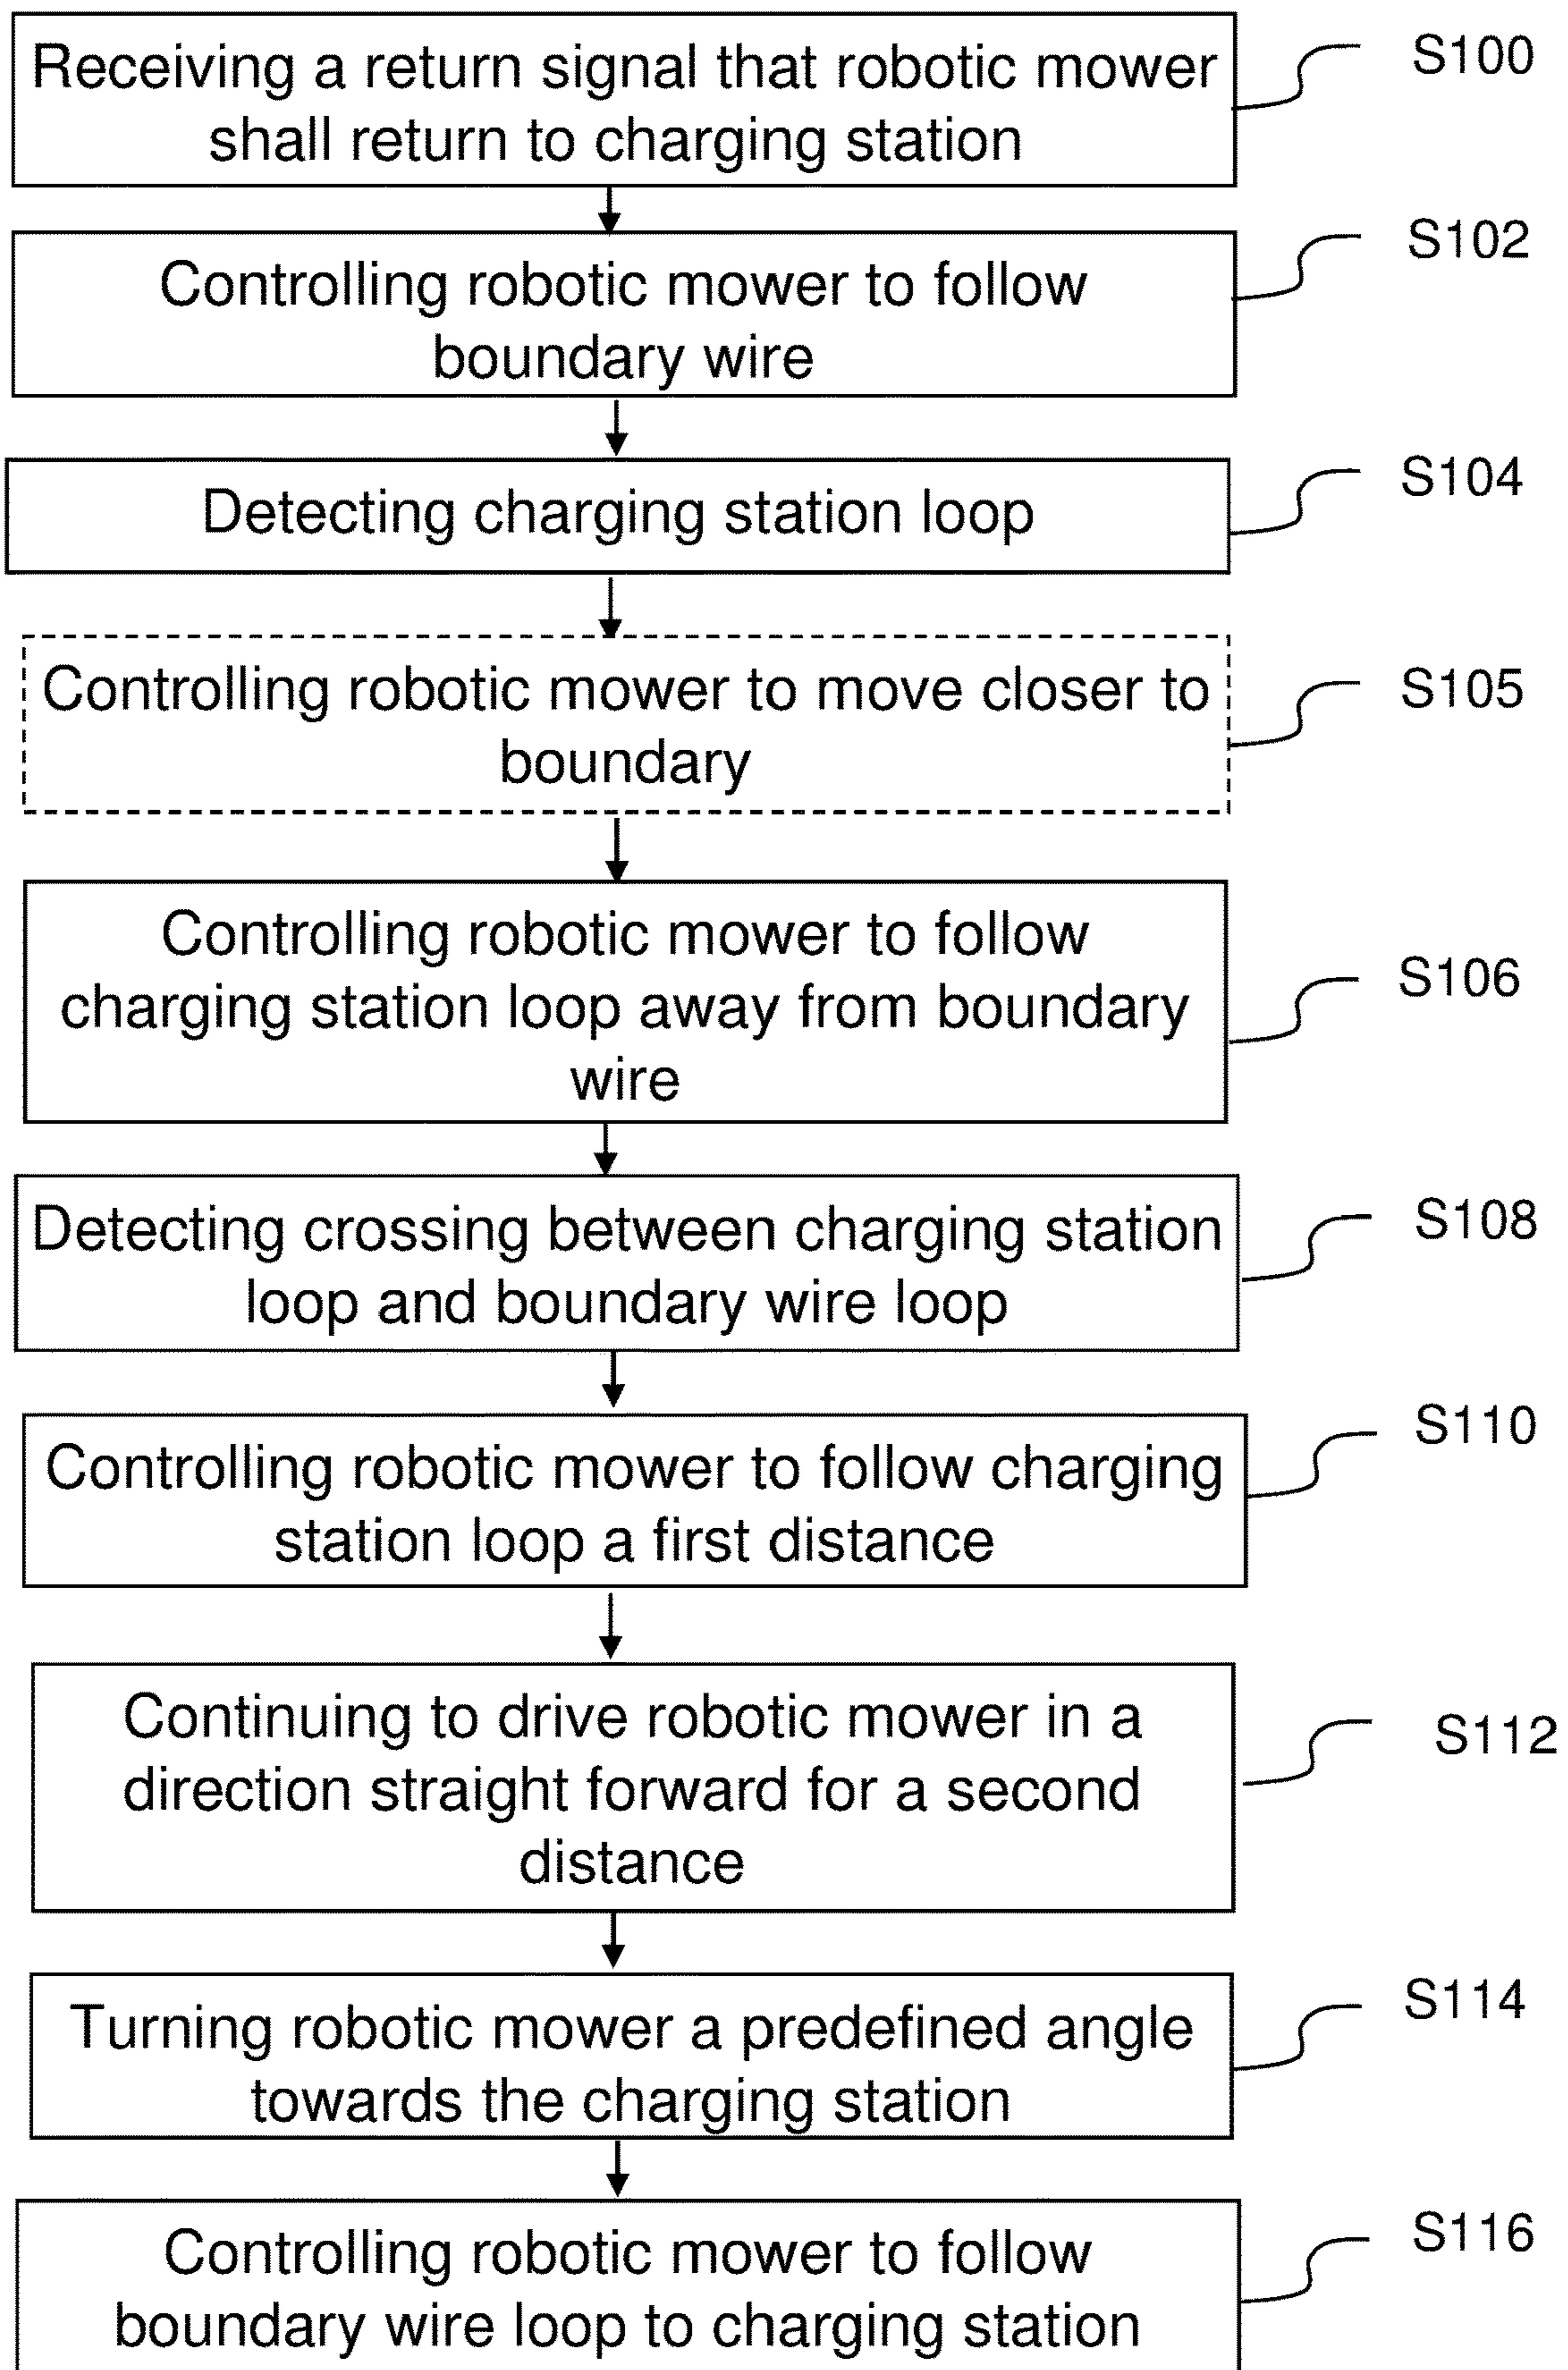 Receiving a return signal that robotic mower
shall return to charging station
S100
Controlling robotic mower to follow
boundary wire
S102
Detecting charging station loop
S104
Controlling robotic mower to move closer to
boundary
S105
Controlling robotic mower to follow
charging station loop away from boundary
wire
S106
Detecting crossing between charging station
loop and boundary wire loop
S108
Controlling robotic mower to follow charging
station loop a first distance
S110
Continuing to drive robotic mower in a
direction straight forward for a second
distance
S112
Turning robotic mower a predefined angle
towards the charging station
S114
Controlling robotic mower to follow
boundary wire loop to charging station
S116